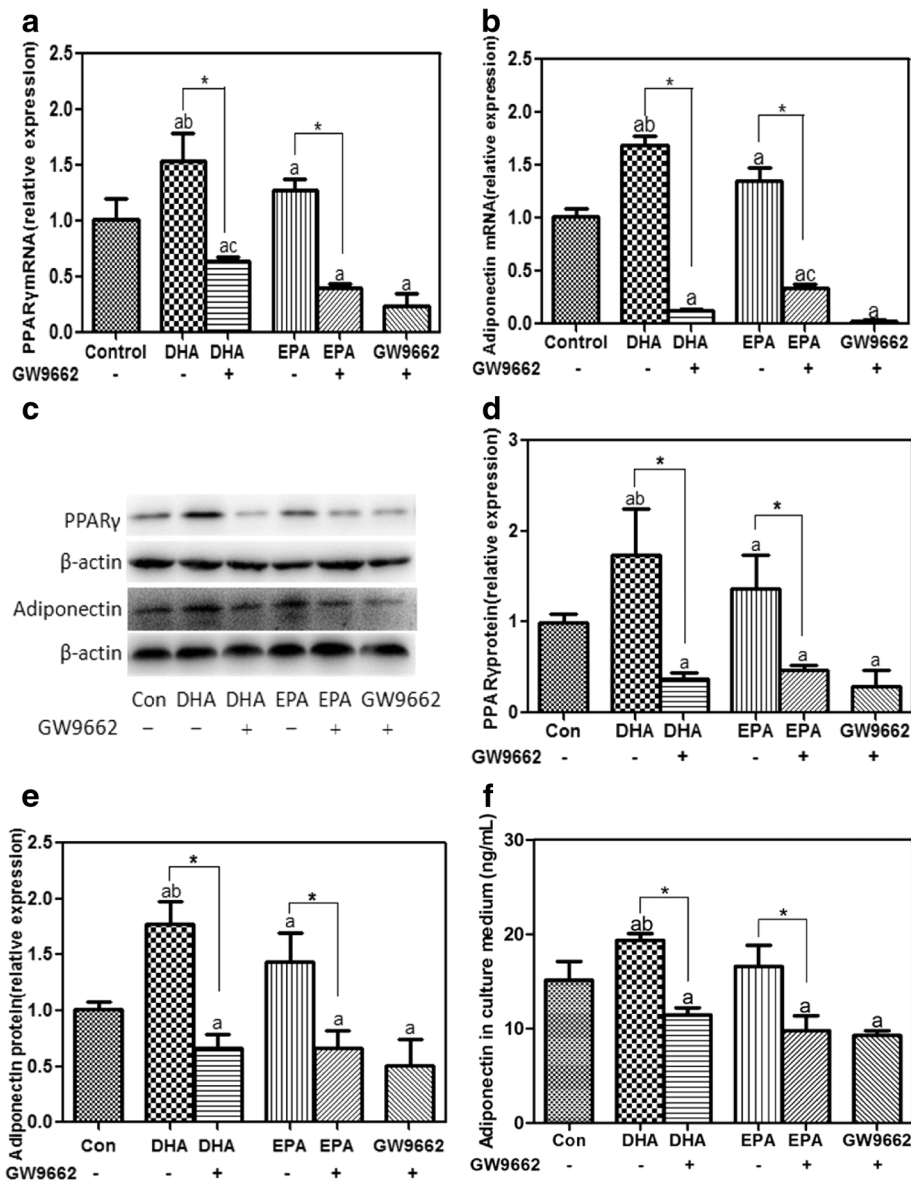 a
PPARγmRNA(relative expression)
2.5
2.0
1.5
1.0
0.5
0.0
*
*
ab
ac
a
a
a
Control DHA DHA EPA EPA GW9662
GW9662 - - + - + +
b
Adiponectin mRNA(relative expression)
2.5
2.0
1.5
1.0
0.5
0.0
*
*
ab
a
a
ac
a
Control DHA DHA EPA EPA GW9662
GW9662 - - + - + +
c
PPARγ
β-actin
Adiponectin
β-actin
Con DHA DHA EPA EPA GW9662
GW9662 − − + − + +
d
PPARγprotein(relative expression)
3
2
1
0
*
*
ab
a
a
a
a
Con DHA DHA EPA EPA GW9662
GW9662 - - + - + +
e
Adiponectin protein(relative expression)
2.5
2.0
1.5
1.0
0.5
0.0
*
*
ab
a
a
a
a
Con DHA DHA EPA EPA GW9662
GW9662 - - + - + +
f
Adiponectin in culture medium (ng/mL)
30
20
10
0
*
*
ab
a
a
a
Con DHA DHA EPA EPA GW9662
GW9662 - - + - + +